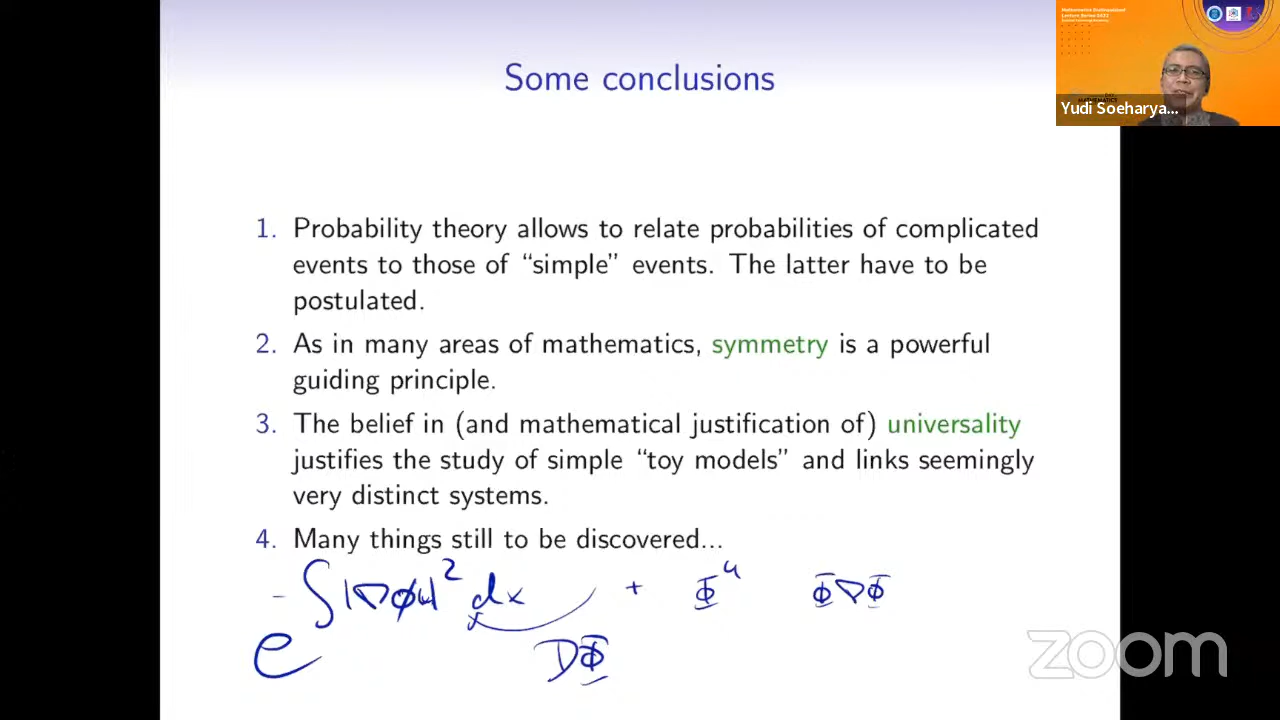 Some conclusions
Yudi Soeharya...
1. Probability theory allows to relate probabilities of complicated
events to those of “simple” events. The latter have to be
postulated.
2. As in many areas of mathematics, symmetry is a powerful
guiding principle.
3. The belief in (and mathematical justification of) universality
justifies the study of simple “toy models” and links seemingly
very distinct systems.
4. Many things still to be discovered...
+ Φ⁴ Φ∇Φ
DΦ
zoom